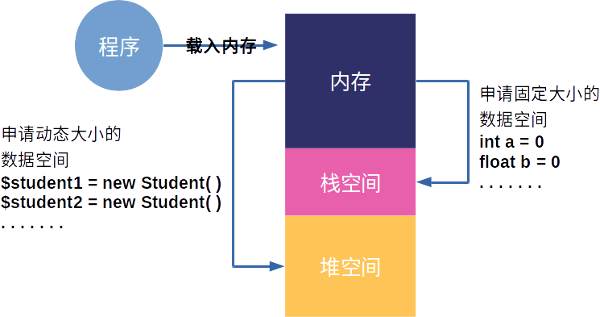 程序
载入内存
内存
申请固定大小的
数据空间
int a = 0
float b = 0
. . . . . . .
申请动态大小的
数据空间
$student1 = new Student( )
$student2 = new Student( )
. . . . . . .
栈空间
堆空间